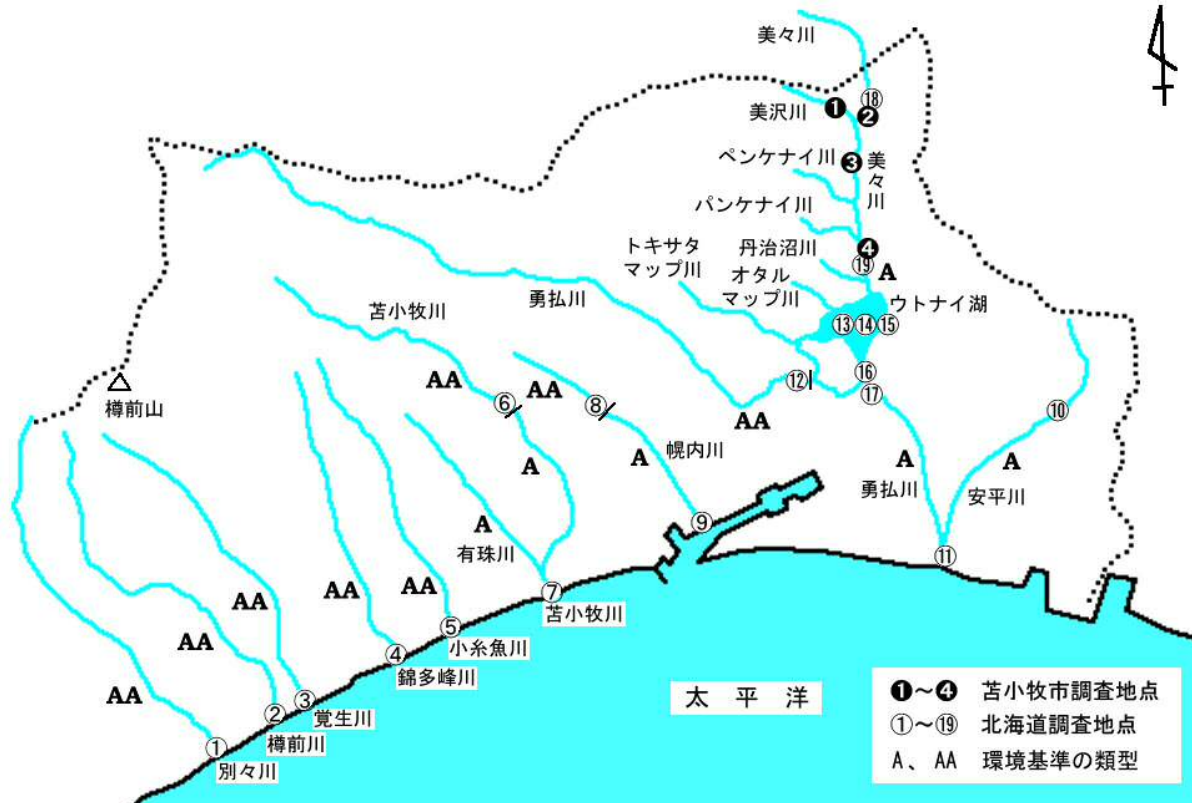 美々川
⑱
美沢川
❶
❷
ペンケナイ川
❸
美々川
パンケナイ川
❹
トキサタ
マップ川
丹治沼川
⑲
A
オタル
マップ川
ウトナイ湖
勇払川
苫小牧川
⑬
⑭
⑮
樽前山
AA
⑥
AA
⑧
⑫
⑯
⑰
⑩
AA
A
A
幌内川
A
A
勇払川
安平川
A
有珠川
⑨
⑪
AA
AA
AA
⑦
苫小牧川
AA
⑤
小糸魚川
④
錦多峰川
AA
③
覚生川
②
樽前川
①
別々川
太平洋
❶～❹ 苫小牧市調査地点
①～⑲ 北海道調査地点
A、AA 環境基準の類型